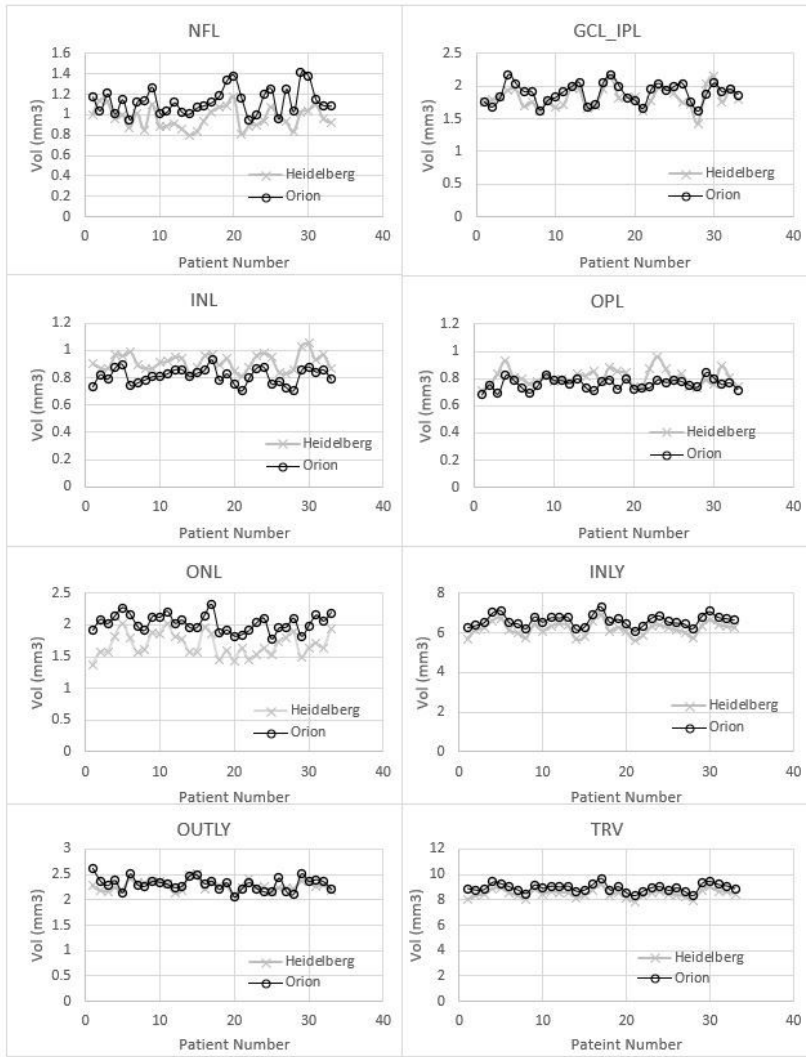 NFL
1.6
1.4
1.2
1
0.8
0.6
0.4
0.2
0
Vol (mm3)
Heidelberg
Orion
0 10 20 30 40
Patient Number
GCL_IPL
2.5
2
1.5
1
0.5
0
Vol (mm3)
Heidelberg
Orion
0 10 20 30 40
Patient Number
INL
1.2
1
0.8
0.6
0.4
0.2
0
Vol (mm3)
Heidelberg
Orion
0 10 20 30 40
Patient Number
OPL
1.2
1
0.8
0.6
0.4
0.2
0
Vol (mm3)
Heidelberg
Orion
0 10 20 30 40
Patient Number
ONL
2.5
2
1.5
1
0.5
0
Vol (mm3)
Heidelberg
Orion
0 10 20 30 40
Patient Number
INLY
8
6
4
2
0
Vol (mm3)
Heidelberg
Orion
0 10 20 30 40
Patient Number
OUTLY
3
2.5
2
1.5
1
0.5
0
Vol (mm3)
Heidelberg
Orion
0 10 20 30 40
Patient Number
TRV
12
10
8
6
4
2
0
Vol (mm3)
Heidelberg
Orion
0 10 20 30 40
Pateint Number